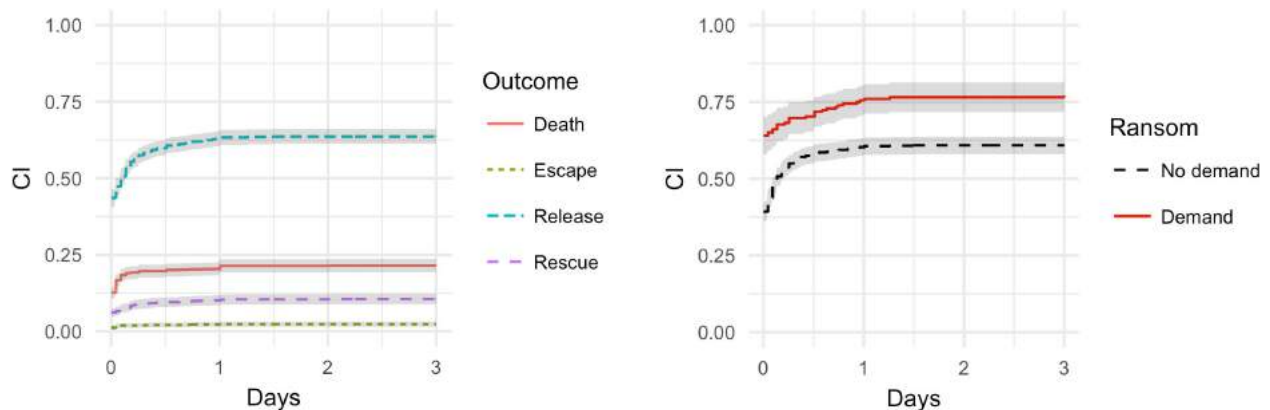 1.00
0.75
0.50
0.25
0.00
CI
0
1
2
3
Days
Outcome
Death
Escape
Release
Rescue
1.00
0.75
0.50
0.25
0.00
CI
0
1
2
3
Days
Ransom
No demand
Demand